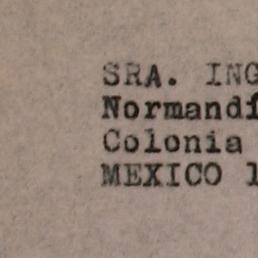 SRA. ING
Normandí
Colonia
MEXICO 1